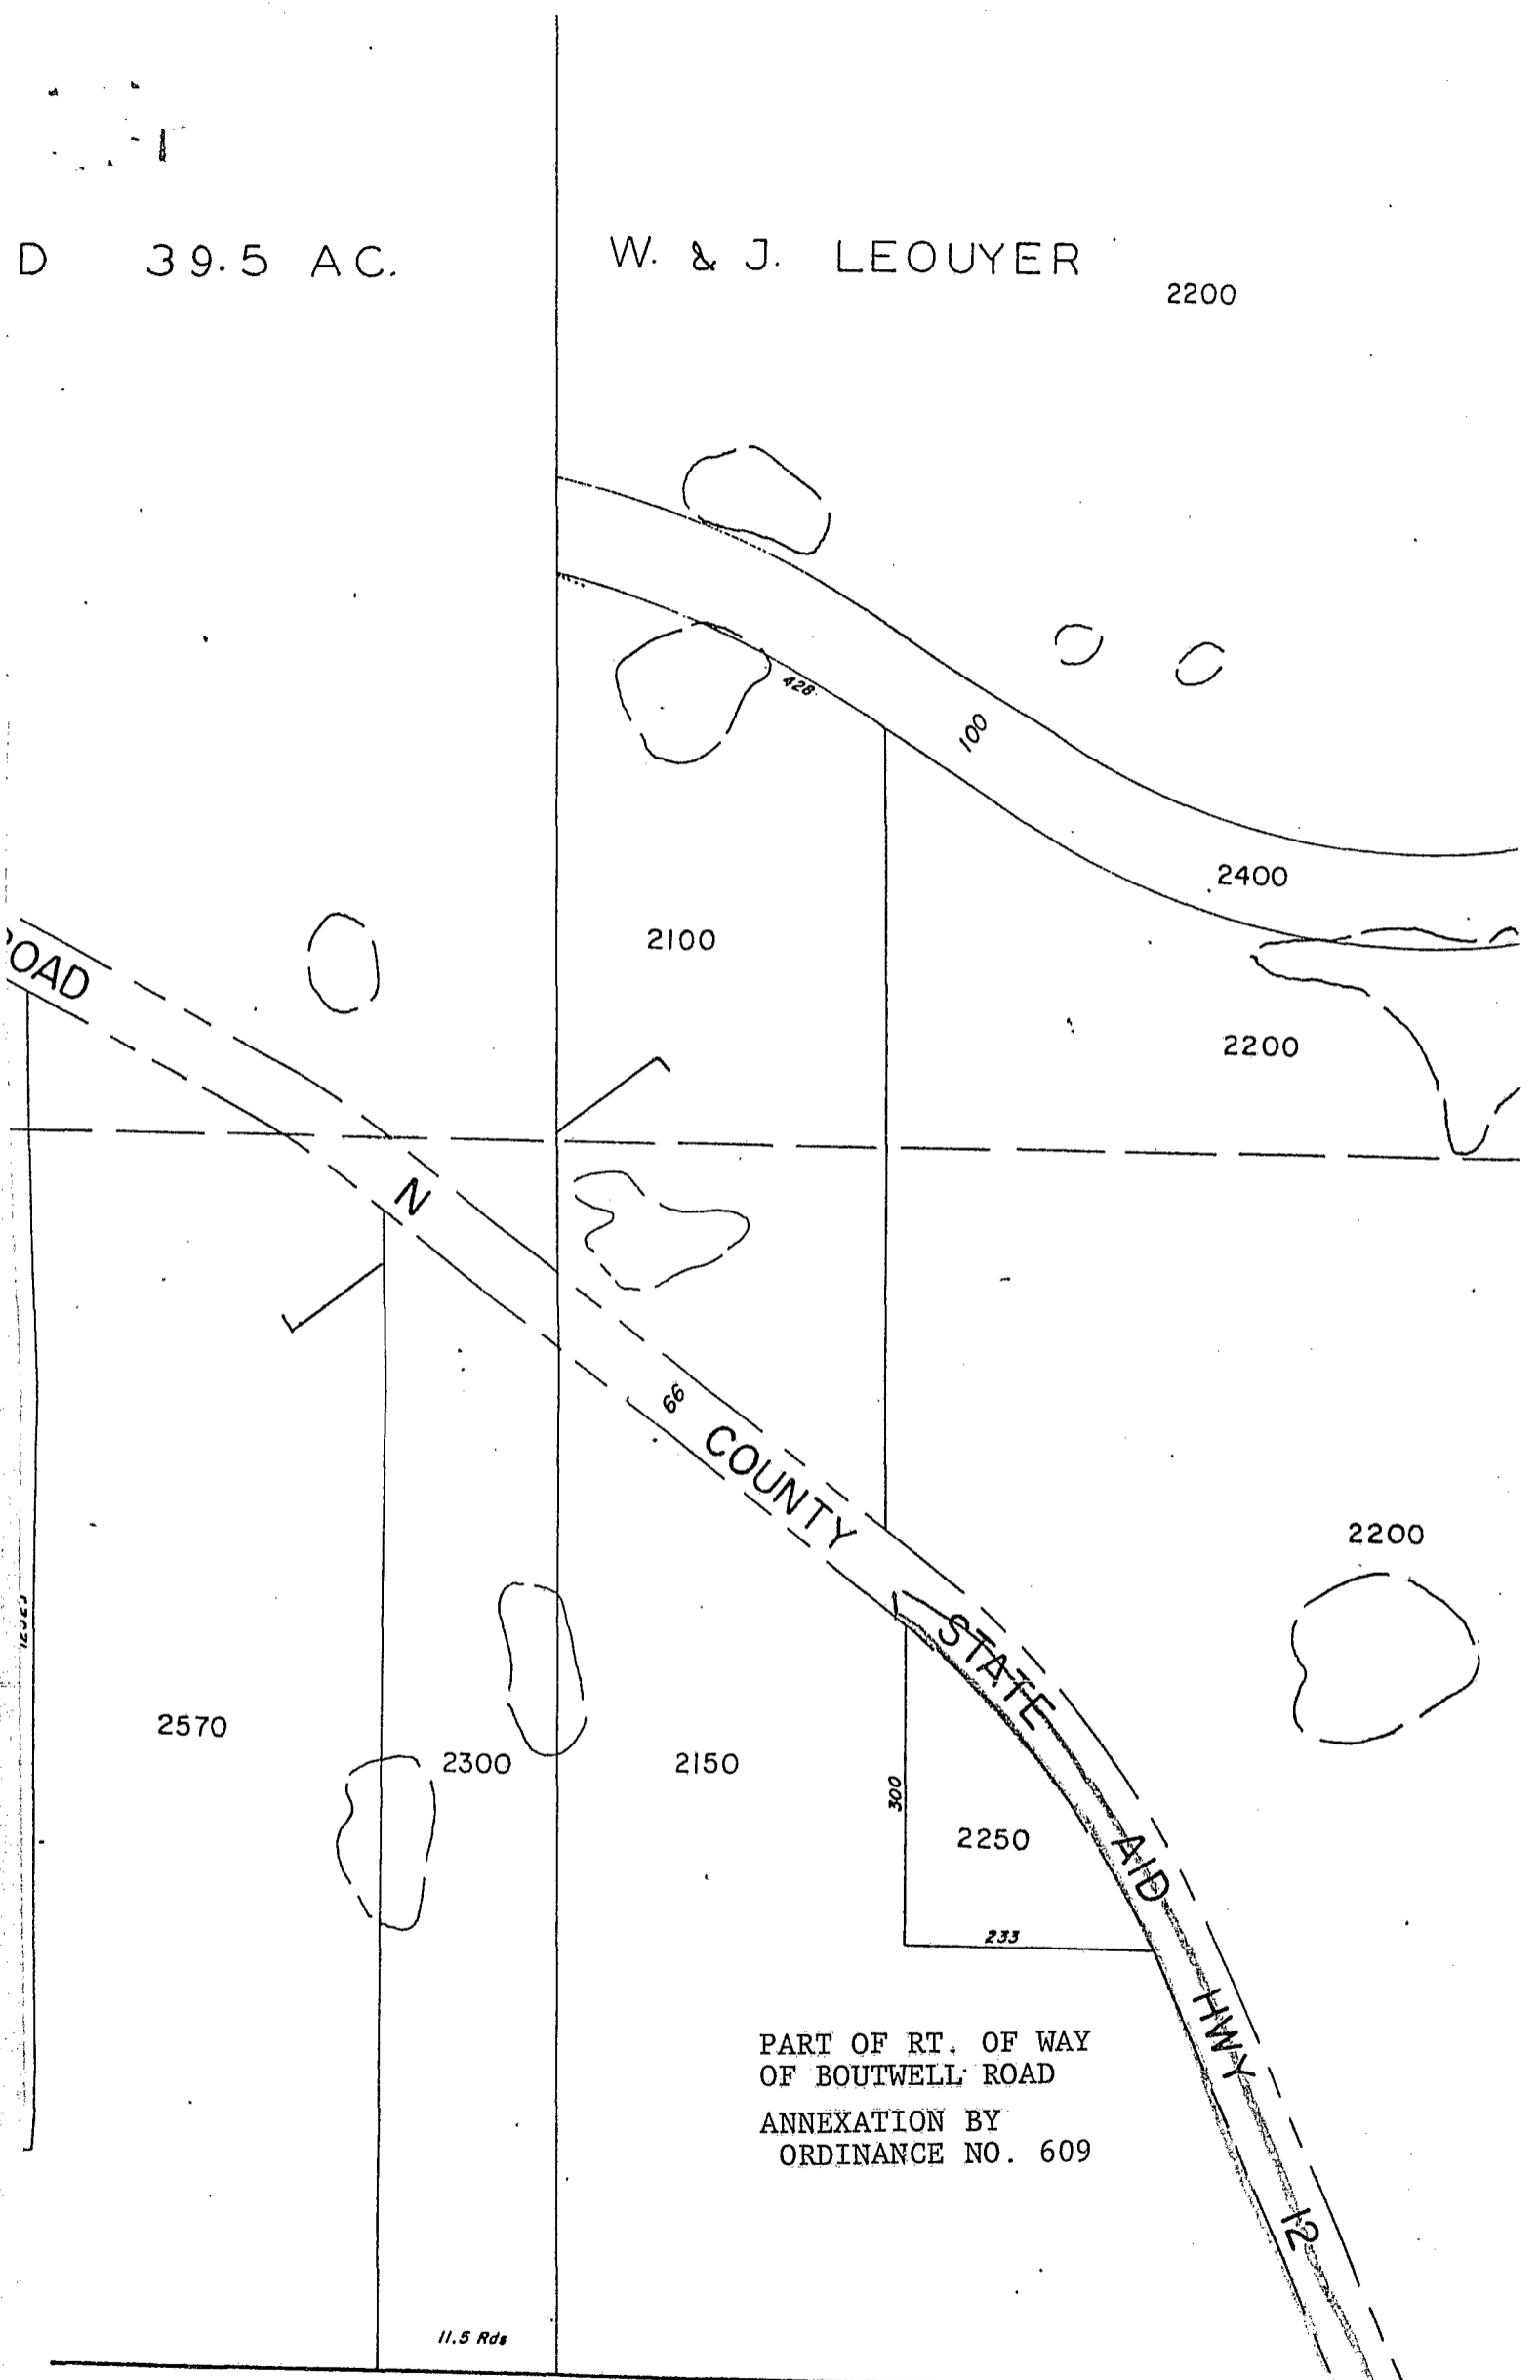 D 39.5 AC.
W. & J. LEOUYER
2200
428
100
2400
2100
OAD
2200
N
66
COUNTY
2200
STATE
2570
2300
2150
300
2250
AID
233
HWY
PART OF RT. OF WAY
OF BOUTWELL ROAD
ANNEXATION BY
ORDINANCE NO. 609
12
11.5 Rds